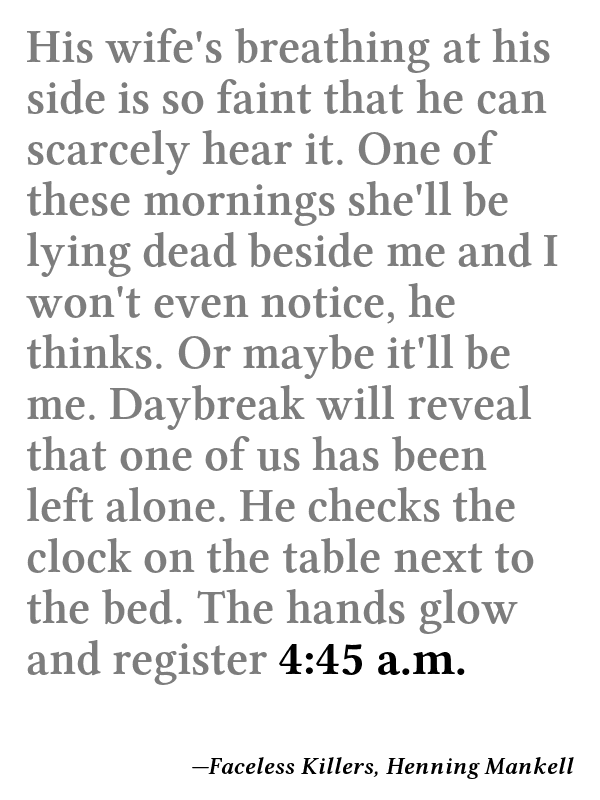 His wife's breathing at his
side is so faint that he can
scarcely hear it. One of
these mornings she'll be
lying dead beside me and I
won't even notice, he
thinks. Or maybe it'll be
me. Daybreak will reveal
that one of us has been
left alone. He checks the
clock on the table next to
the bed. The hands glow
and register 4:45 a.m.
—Faceless Killers, Henning Mankell